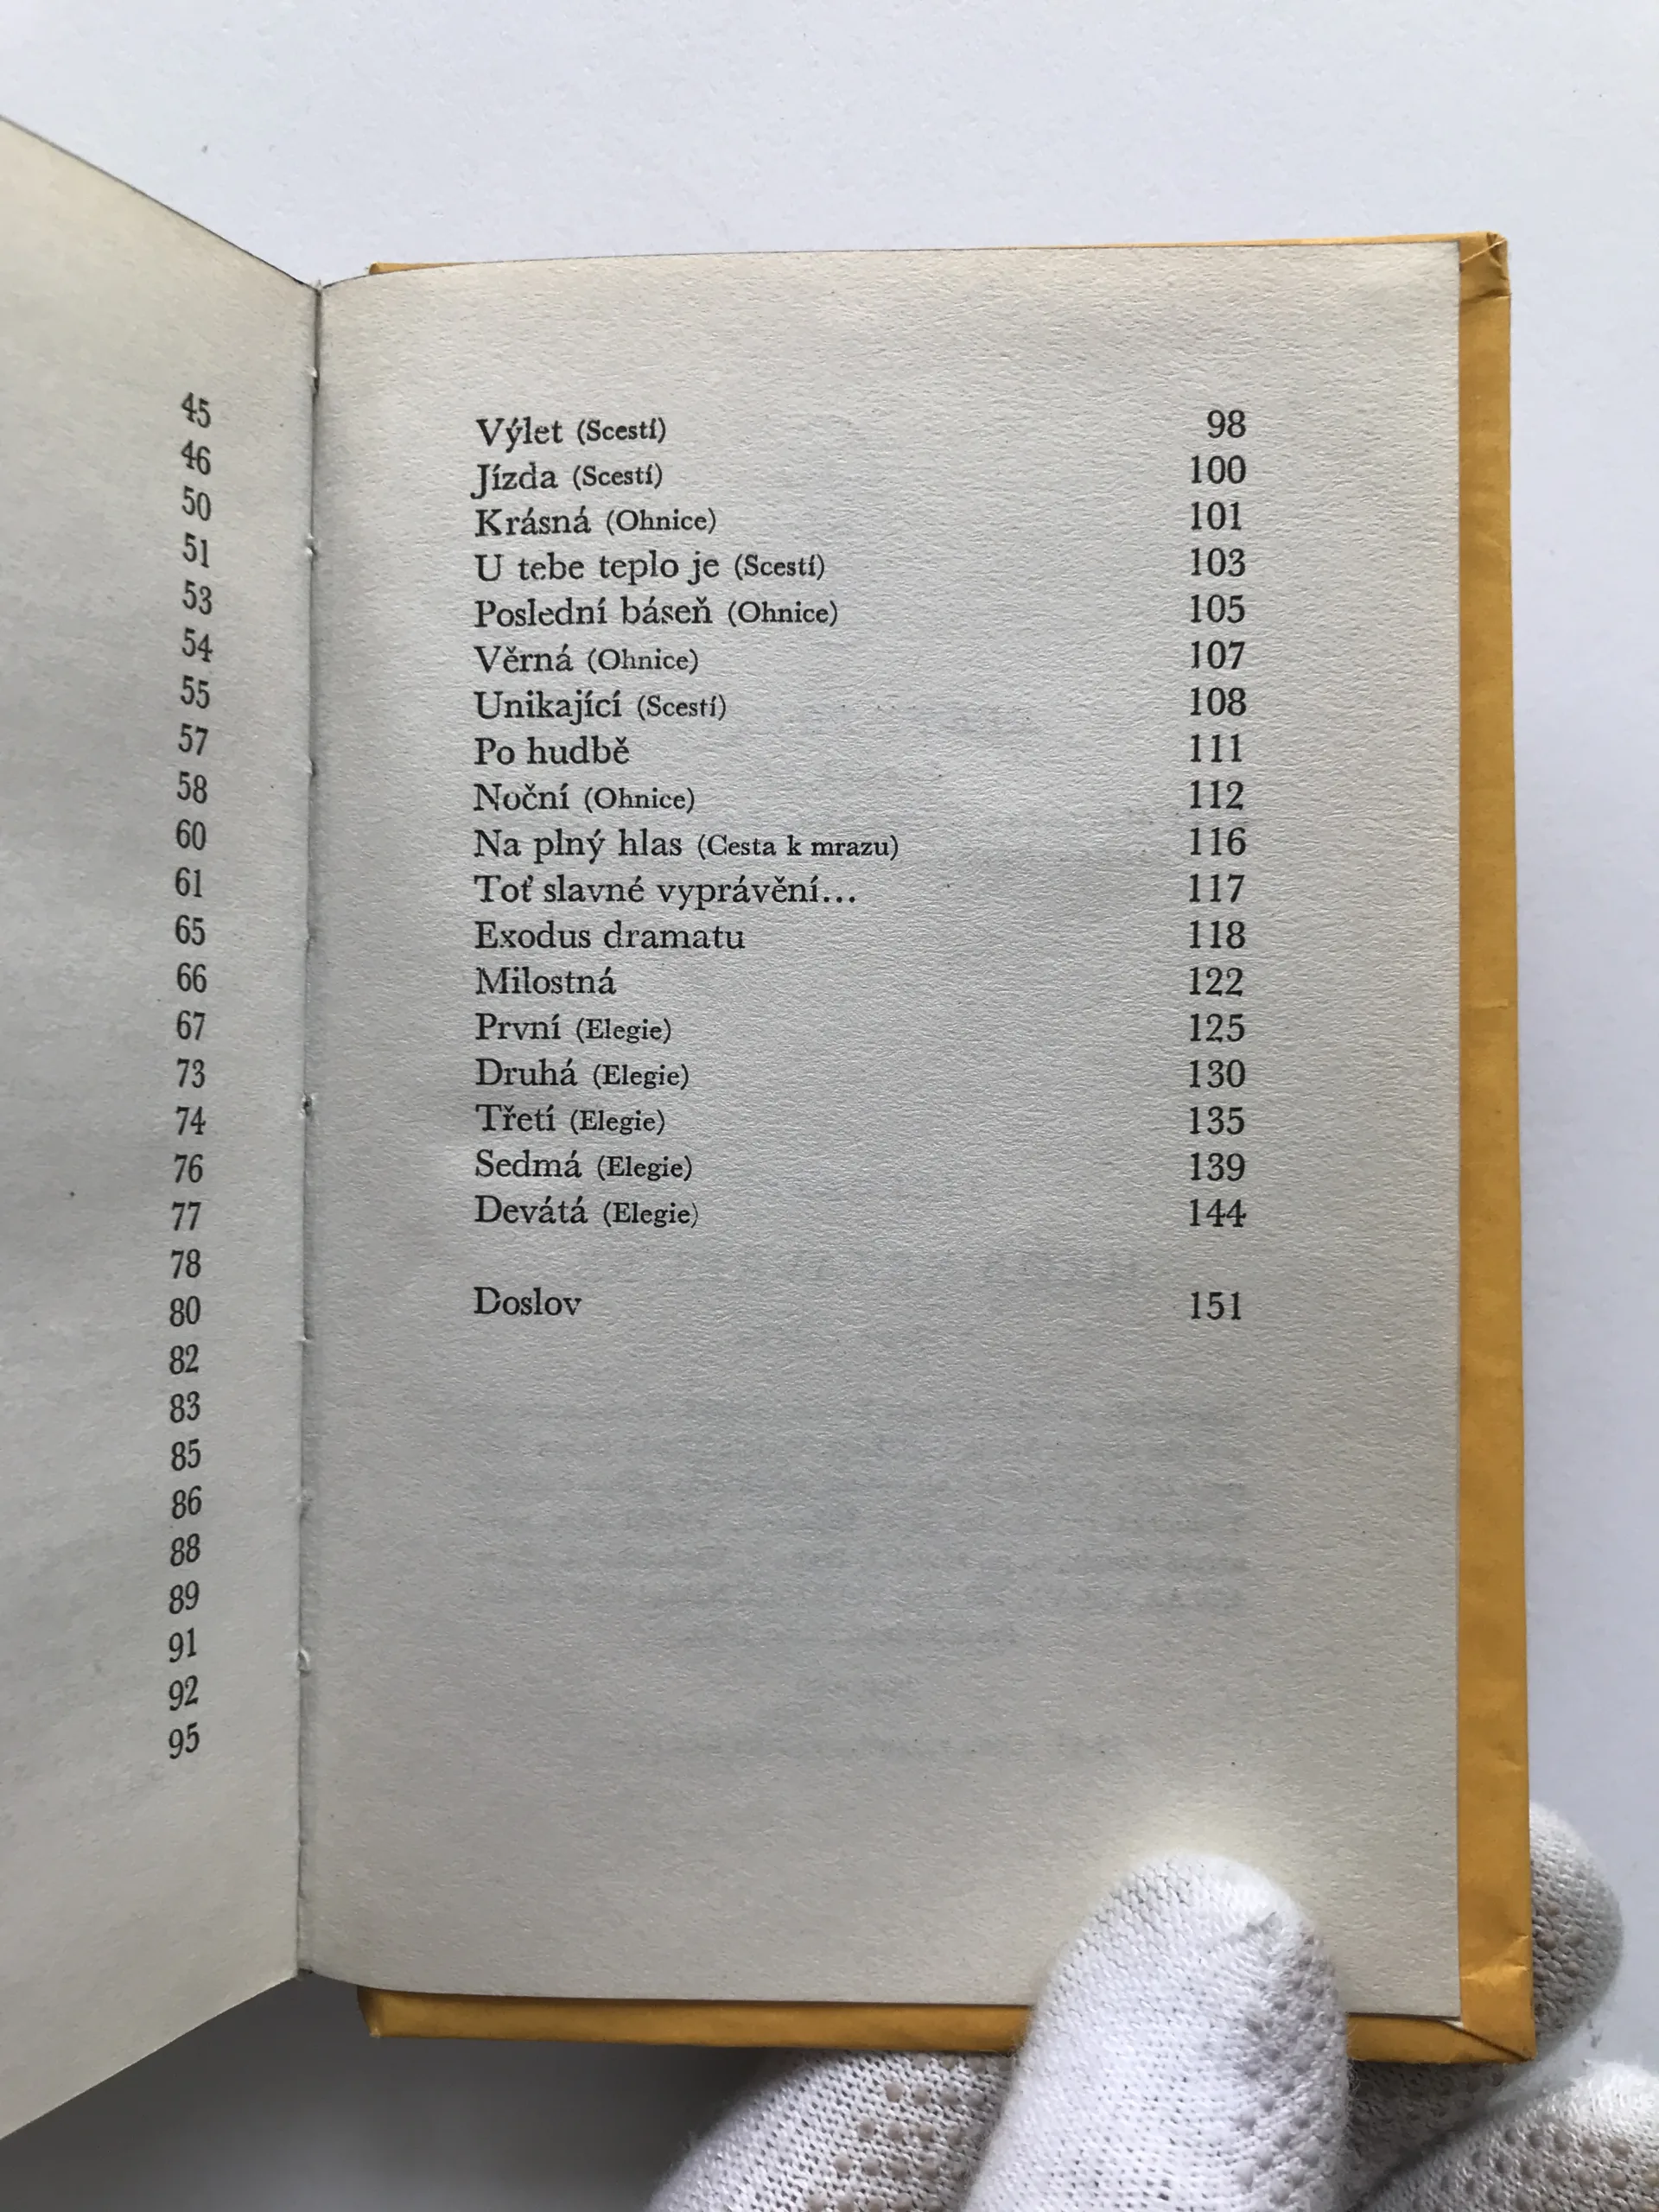 45
46
50
51
53
54
55
57
58
60
61
65
66
67
73
74
76
77
78
80
82
83
85
86
88
89
91
92
95
Výlet (Scestí) 98
Jízda (Scestí) 100
Krásná (Ohnice) 101
U tebe teplo je (Scestí) 103
Poslední báseň (Ohnice) 105
Věrná (Ohnice) 107
Unikající (Scestí) 108
Po hudbě 111
Noční (Ohnice) 112
Na plný hlas (Cesta k mrazu) 116
Toť slavné vyprávění... 117
Exodus dramatu 118
Milostná 122
První (Elegie) 125
Druhá (Elegie) 130
Třetí (Elegie) 135
Sedmá (Elegie) 139
Devátá (Elegie) 144
Doslov 151